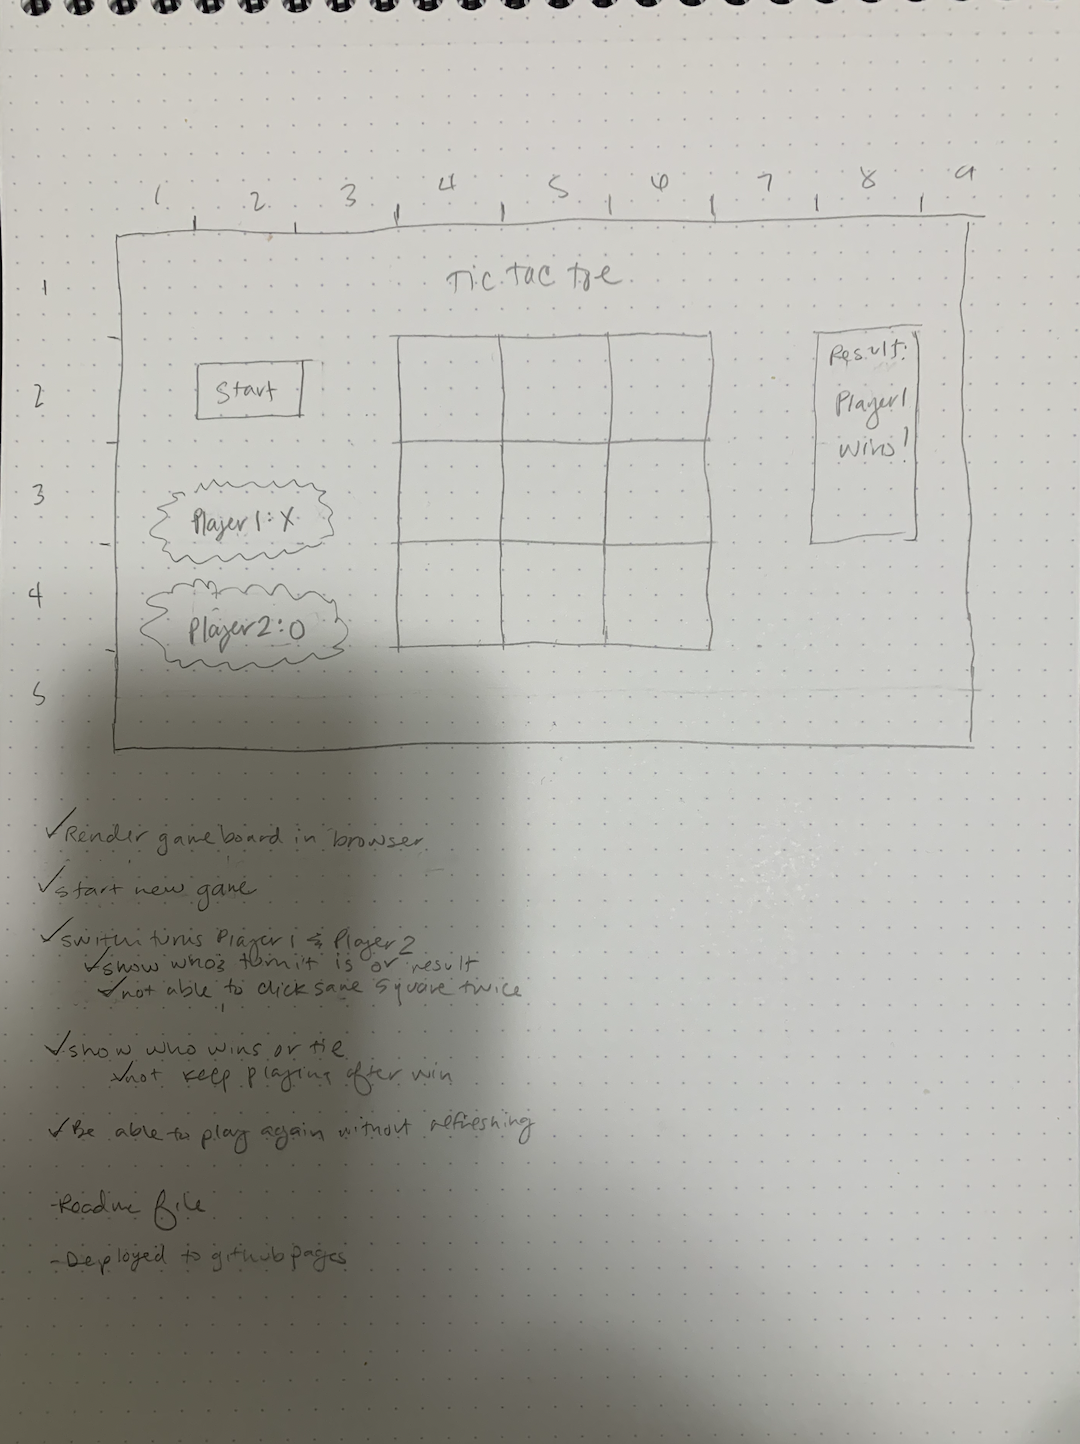 1 2 3 4 5 6 7 8 9
1
Tic tac toe
2
Start
Result:
Player 1
wins!
3
Player 1: X
4
Player 2: O
5
✓Render gameboard in browser
✓start new game
✓switch turns Player 1 & Player 2
✓show whos turn it is or result
✓not able to click same square twice
✓show who wins or tie
✓not keep playing after win
✓Be able to play again without refreshing
-Readme file
-Deployed to github pages